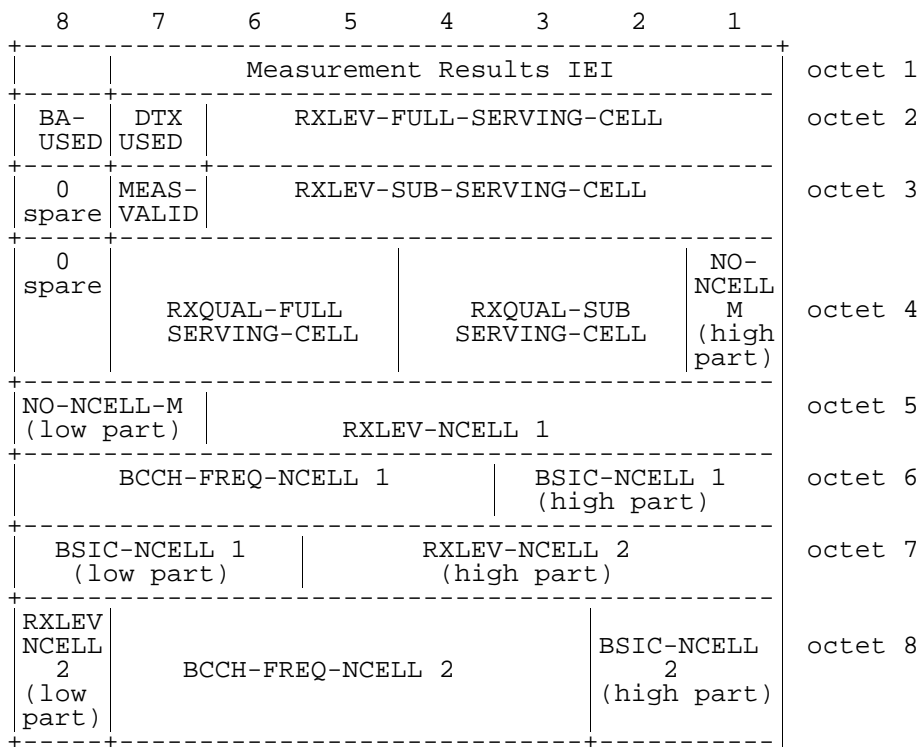 8 7 6 5 4 3 2 1
Measurement Results IEI octet 1
BA- DTX RXLEV-FULL-SERVING-CELL octet 2
USED USED
0 MEAS- RXLEV-SUB-SERVING-CELL octet 3
spare VALID
0 NO-
spare NCELL
RXQUAL-FULL RXQUAL-SUB M octet 4
SERVING-CELL SERVING-CELL (high
part)
NO-NCELL-M octet 5
(low part) RXLEV-NCELL 1
BCCH-FREQ-NCELL 1 BSIC-NCELL 1 octet 6
(high part)
BSIC-NCELL 1 RXLEV-NCELL 2 octet 7
(low part) (high part)
RXLEV
NCELL BSIC-NCELL octet 8
2 BCCH-FREQ-NCELL 2 2
(low (high part)
part)